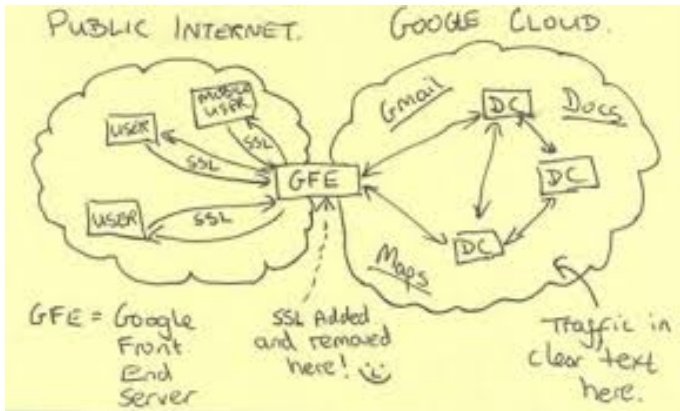 PUBLIC INTERNET.
GOOGLE CLOUD.
MOBILE
USER
USER
SSL
SSL
USER
SSL
GFE
Gmail
DC
Docs
DC
DC
Maps
GFE = Google
Front
End
Server
SSL Added
and removed
here!
Traffic in
clear text
here.